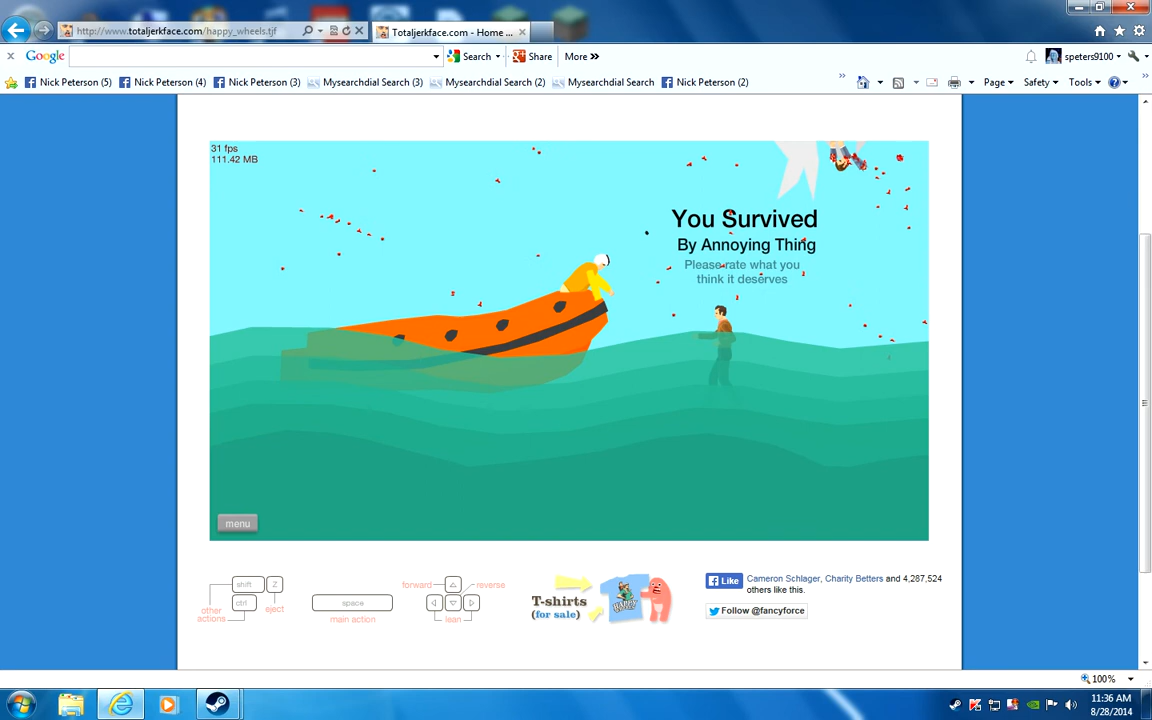 http://www.totaljerkface.com/happy_wheels.tjf
Totaljerkface.com - Home ...
Google
Search
Share
More »
speters9100
Nick Peterson (5)
Nick Peterson (4)
Nick Peterson (3)
Mysearchdial Search (3)
Mysearchdial Search (2)
Mysearchdial Search
Nick Peterson (2)
Page
Safety
Tools
31 fps
111.42 MB
You Survived
By Annoying Thing
Please rate what you
think it deserves
menu
shift
Z
ctrl
eject
other
actions
space
main action
forward
reverse
lean
T-shirts
(for sale)
HAPPY
Like
Cameron Schlager, Charity Betters and 4,287,524
others like this.
Follow @fancyforce
100%
11:36 AM
8/28/2014